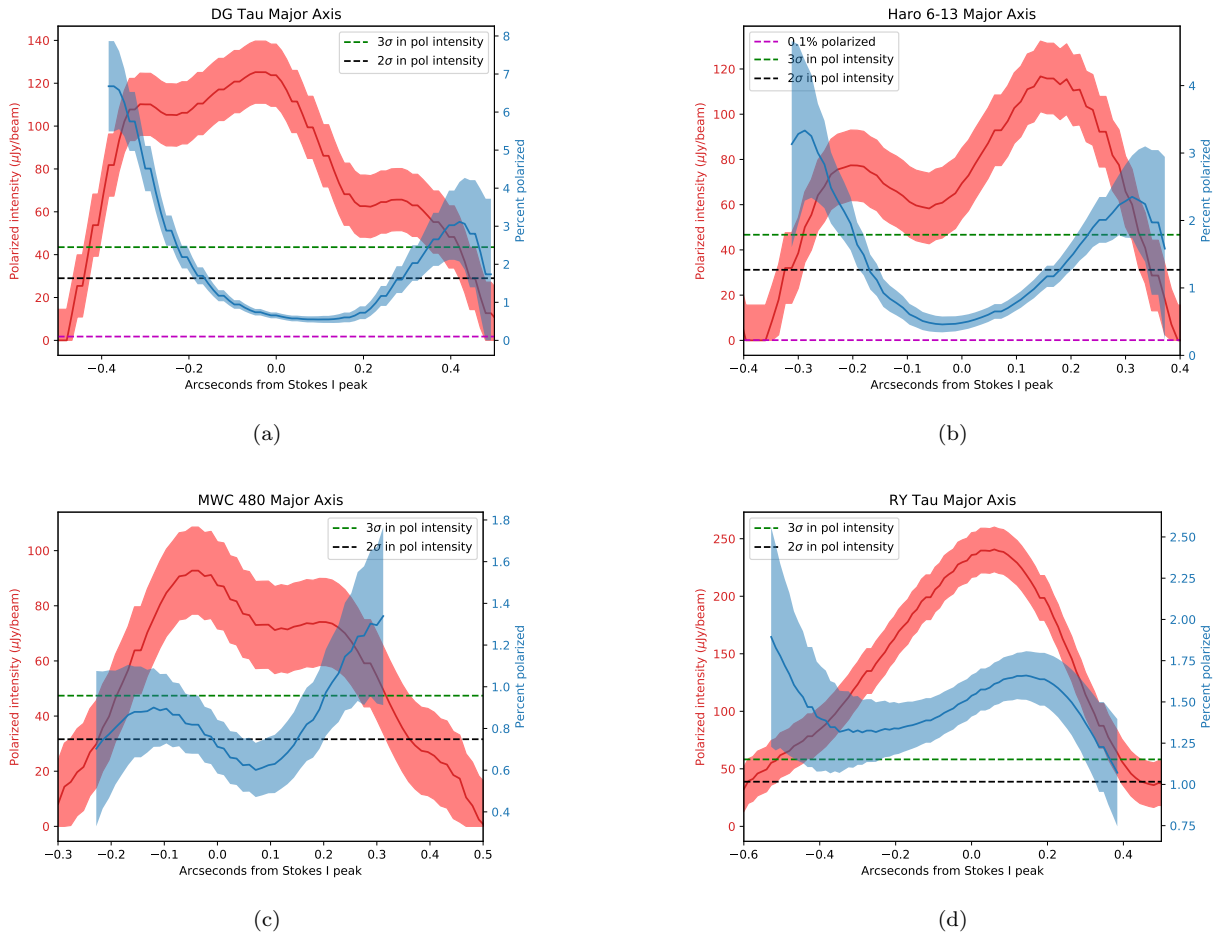 DG Tau Major Axis
3σ in pol intensity
2σ in pol intensity
Polarized intensity (μJy/beam)
140
120
100
80
60
40
20
0
8
7
6
5
4
3
2
1
0
Percent polarized
−0.4 −0.2 0.0 0.2 0.4
Arcseconds from Stokes I peak
(a)
Haro 6-13 Major Axis
0.1% polarized
3σ in pol intensity
2σ in pol intensity
Polarized intensity (μJy/beam)
120
100
80
60
40
20
0
4
3
2
1
0
Percent polarized
−0.4 −0.3 −0.2 −0.1 0.0 0.1 0.2 0.3 0.4
Arcseconds from Stokes I peak
(b)
MWC 480 Major Axis
3σ in pol intensity
2σ in pol intensity
Polarized intensity (μJy/beam)
100
80
60
40
20
0
1.8
1.6
1.4
1.2
1.0
0.8
0.6
0.4
Percent polarized
−0.3 −0.2 −0.1 0.0 0.1 0.2 0.3 0.4 0.5
Arcseconds from Stokes I peak
(c)
RY Tau Major Axis
3σ in pol intensity
2σ in pol intensity
Polarized intensity (μJy/beam)
250
200
150
100
50
0
2.50
2.25
2.00
1.75
1.50
1.25
1.00
0.75
Percent polarized
−0.6 −0.4 −0.2 0.0 0.2 0.4
Arcseconds from Stokes I peak
(d)